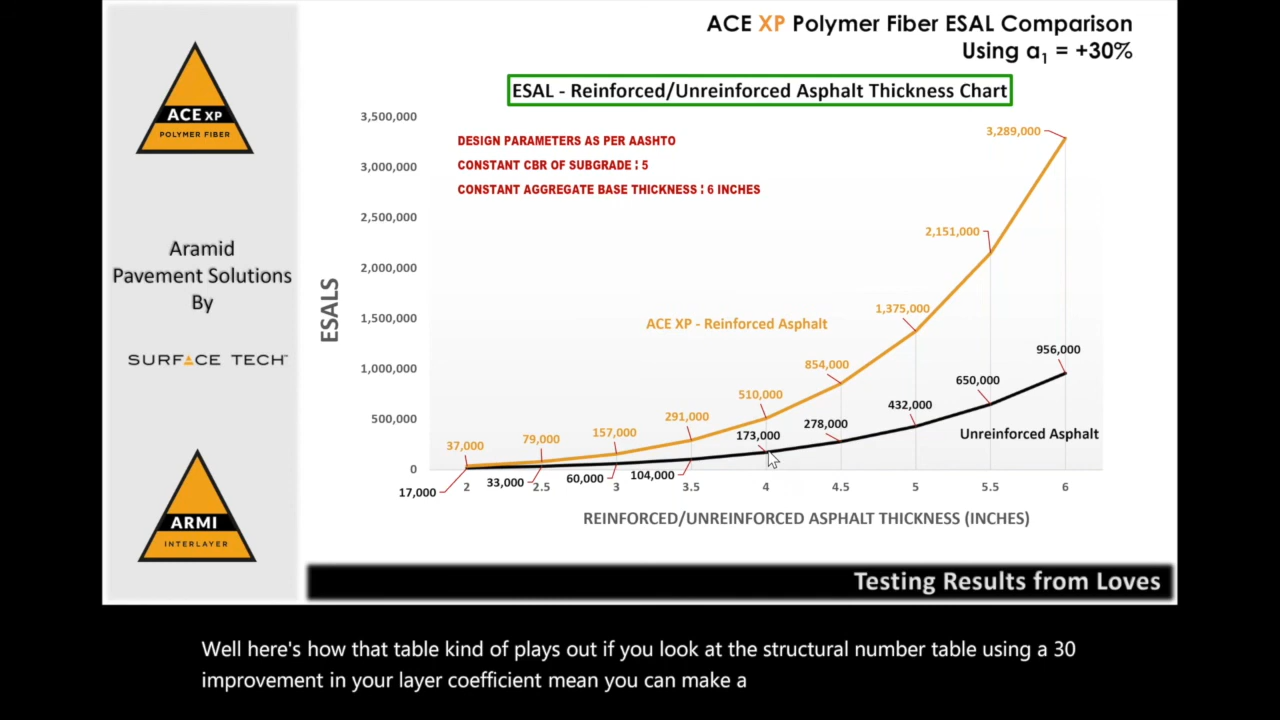 ACE XP Polymer Fiber ESAL Comparison
Using a1 = +30%
ESAL - Reinforced/Unreinforced Asphalt Thickness Chart
ACE XP
POLYMER FIBER
Aramid
Pavement Solutions
By
SURFACE TECH
ARMI
INTERLAYER
DESIGN PARAMETERS AS PER AASHTO
CONSTANT CBR OF SUBGRADE : 5
CONSTANT AGGREGATE BASE THICKNESS : 6 INCHES
3,500,000
3,000,000
2,500,000
2,000,000
1,500,000
1,000,000
500,000
0
ESALS
ACE XP - Reinforced Asphalt
37,000
79,000
157,000
291,000
510,000
854,000
1,375,000
2,151,000
3,289,000
17,000
33,000
60,000
104,000
173,000
278,000
432,000
650,000
956,000
Unreinforced Asphalt
2 2.5 3 3.5 4 4.5 5 5.5 6
REINFORCED/UNREINFORCED ASPHALT THICKNESS (INCHES)
Testing Results from Loves
Well here's how that table kind of plays out if you look at the structural number table using a 30
improvement in your layer coefficient mean you can make a